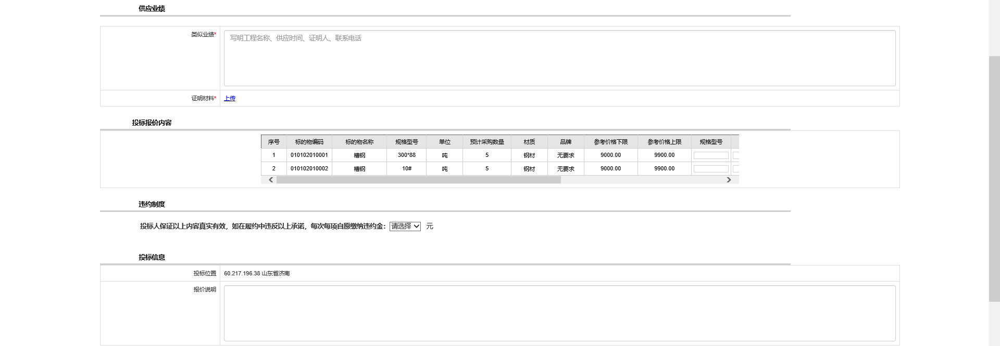 供应业绩
类似业绩*
写明工程名称、供应时间、证明人、联系电话
证明材料* 上传
投标报价内容
序号 标的物编码 标的物名称 规格型号 单位 预计采购数量 材质 品牌 参考价格下限 参考价格上限 规格型号
1 010102010001 槽钢 300*88 吨 5 钢材 无要求 9000.00 9900.00
2 010102010002 槽钢 10# 吨 5 钢材 无要求 9000.00 9900.00
违约制度
投标人保证以上内容真实有效，如在履约中违反以上承诺，每次每项自愿缴纳违约金： 请选择 元
投标信息
投标位置 60.217.196.38 山东省济南
报价说明